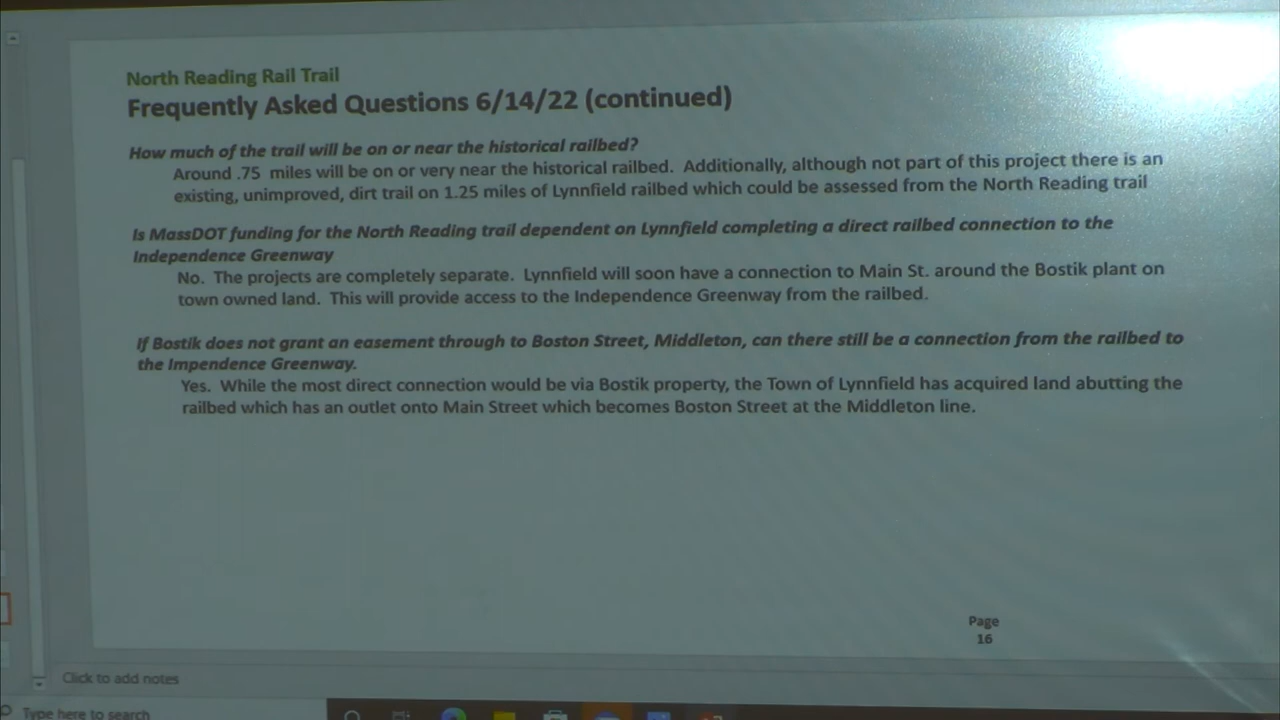 North Reading Rail Trail
Frequently Asked Questions 6/14/22 (continued)
How much of the trail will be on or near the historical railbed?
Around .75 miles will be on or very near the historical railbed. Additionally, although not part of this project there is an
existing, unimproved, dirt trail on 1.25 miles of Lynnfield railbed which could be assessed from the North Reading trail
Is MassDOT funding for the North Reading trail dependent on Lynnfield completing a direct railbed connection to the
Independence Greenway
No. The projects are completely separate. Lynnfield will soon have a connection to Main St. around the Bostik plant on
town owned land. This will provide access to the Independence Greenway from the railbed.
If Bostik does not grant an easement through to Boston Street, Middleton, can there still be a connection from the railbed to
the Impendence Greenway.
Yes. While the most direct connection would be via Bostik property, the Town of Lynnfield has acquired land abutting the
railbed which has an outlet onto Main Street which becomes Boston Street at the Middleton line.
Page
16
Click to add notes
Type here to search